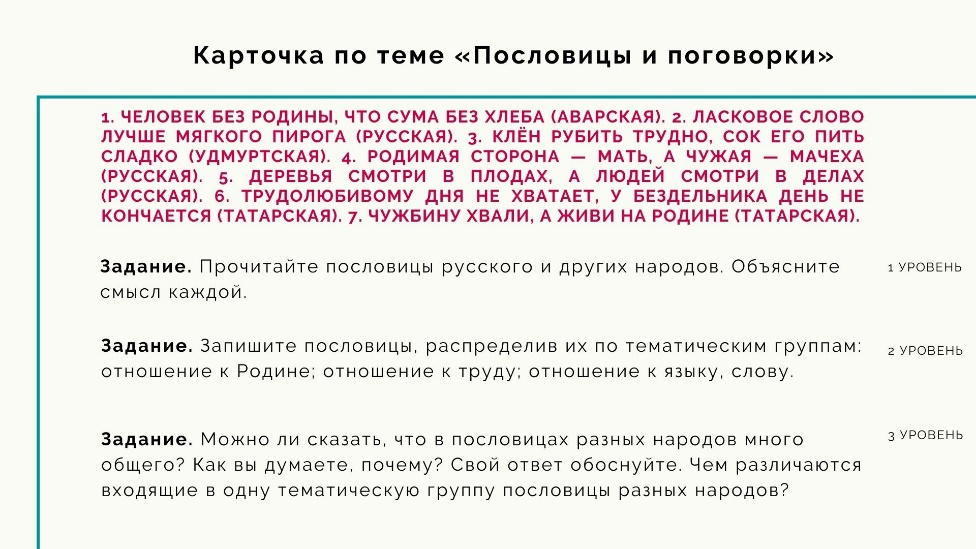 Карточка по теме «Пословицы и поговорки»
1. ЧЕЛОВЕК БЕЗ РОДИНЫ, ЧТО СУМА БЕЗ ХЛЕБА (АВАРСКАЯ). 2. ЛАСКОВОЕ СЛОВО
ЛУЧШЕ МЯГКОГО ПИРОГА (РУССКАЯ). 3. КЛЁН РУБИТЬ ТРУДНО, СОК ЕГО ПИТЬ
СЛАДКО (УДМУРТСКАЯ). 4. РОДИМАЯ СТОРОНА — МАТЬ, А ЧУЖАЯ — МАЧЕХА
(РУССКАЯ). 5. ДЕРЕВЬЯ СМОТРИ В ПЛОДАХ, А ЛЮДЕЙ СМОТРИ В ДЕЛАХ
(РУССКАЯ). 6. ТРУДОЛЮБИВОМУ ДНЯ НЕ ХВАТАЕТ, У БЕЗДЕЛЬНИКА ДЕНЬ НЕ
КОНЧАЕТСЯ (ТАТАРСКАЯ). 7. ЧУЖБИНУ ХВАЛИ, А ЖИВИ НА РОДИНЕ (ТАТАРСКАЯ).
Задание. Прочитайте пословицы русского и других народов. Объясните
смысл каждой.
1 УРОВЕНЬ
Задание. Запишите пословицы, распределив их по тематическим группам:
отношение к Родине; отношение к труду; отношение к языку, слову.
2 УРОВЕНЬ
Задание. Можно ли сказать, что в пословицах разных народов много
общего? Как вы думаете, почему? Свой ответ обоснуйте. Чем различаются
входящие в одну тематическую группу пословицы разных народов?
3 УРОВЕНЬ